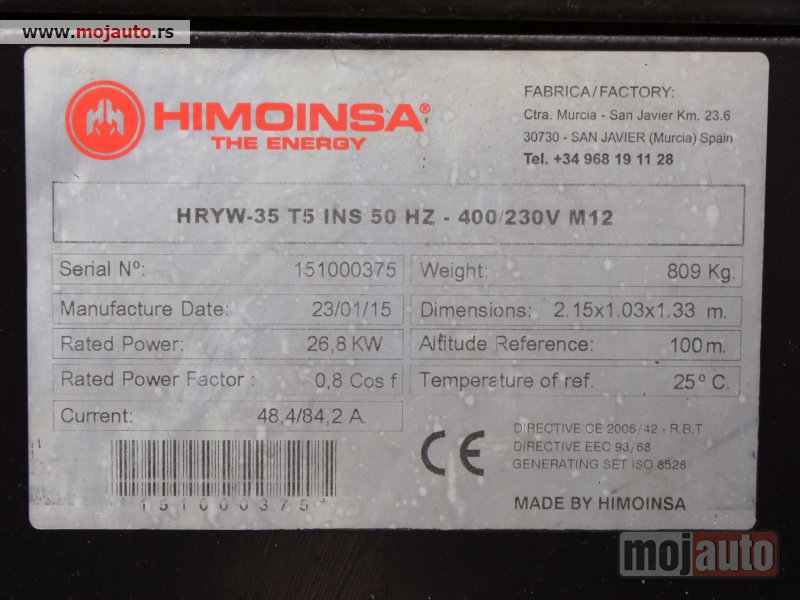 www.mojauto.rs
HIMOINSA®
THE ENERGY
FABRICA/FACTORY:
Ctra. Murcia - San Javier Km. 23.6
30730 - SAN JAVIER (Murcia) Spain
Tel. +34 968 19 11 28
HRYW-35 T5 INS 50 HZ - 400/230V M12
Serial Nº: 151000375
Weight: 809 Kg.
Manufacture Date: 23/01/15
Dimensions: 2.15x1.03x1.33 m.
Rated Power: 26,8 KW
Altitude Reference: 100 m.
Rated Power Factor : 0,8 Cos f
Temperature of ref. 25º C.
Current: 48,4/84,2 A
DIRECTIVE CE 2006/42 - R.B.T
DIRECTIVE EEC 93/68
GENERATING SET ISO 8528
CE
*151000375*
MADE BY HIMOINSA
mojauto